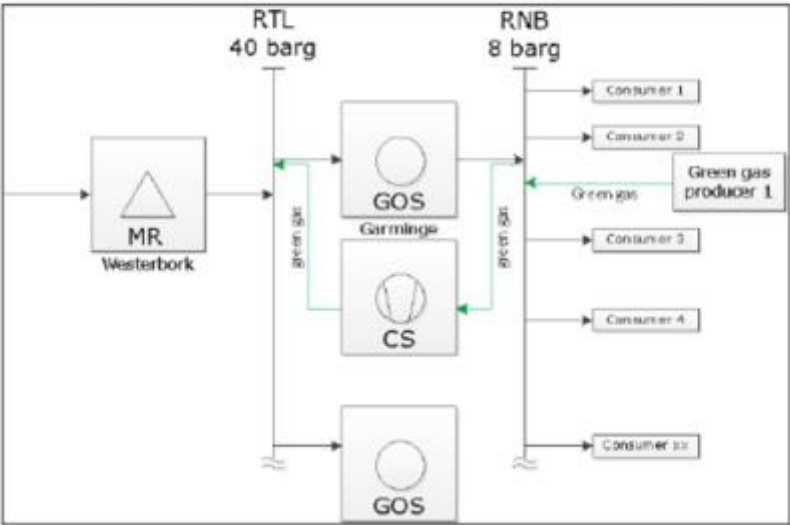 RTL
40 barg
RNB
8 barg
Consumer 1
Consumer 2
Green gas
producer 1
Green gas
GOS
Garminge
MR
Westerbork
green gas
green gas
Consumer 3
CS
Consumer 4
Consumer xx
GOS